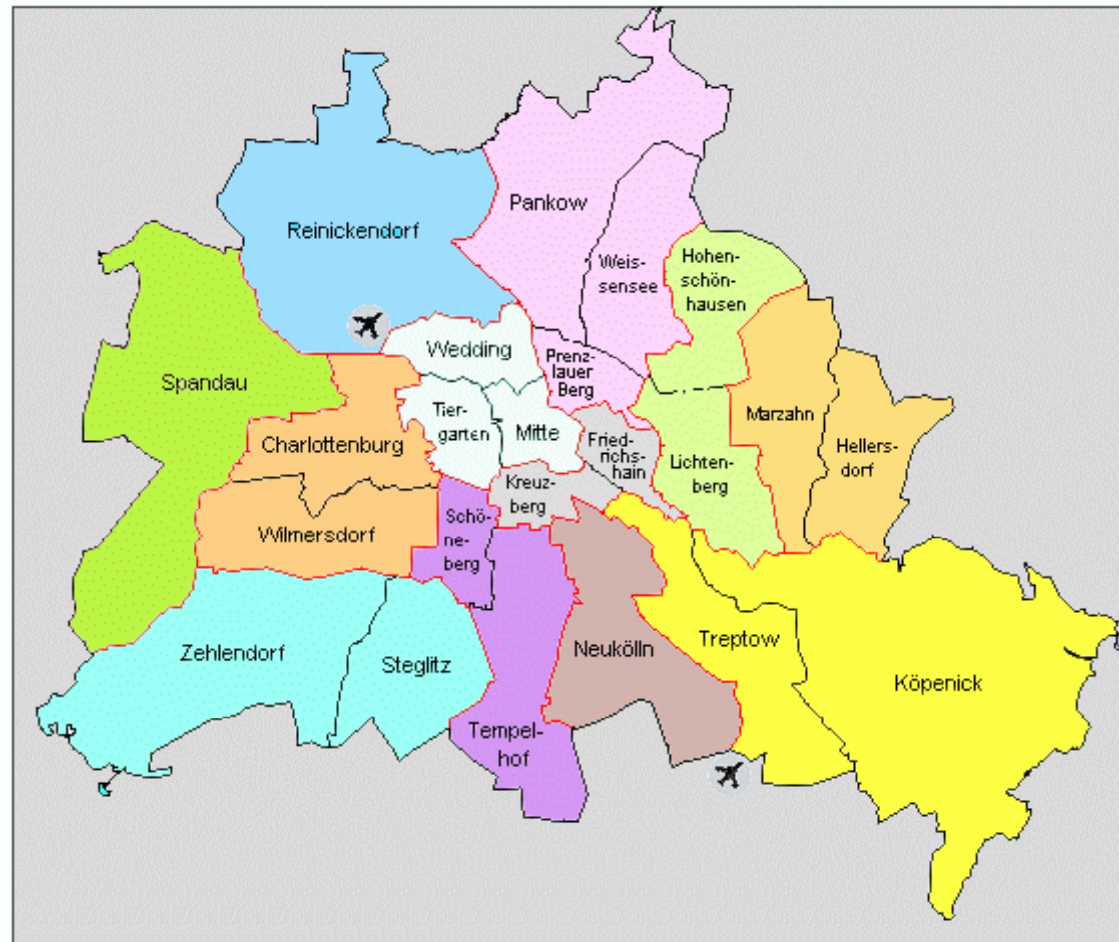 Reinickendorf
Pankow
Weis-
sensee
Hohen-
schön-
hausen
Spandau
Wedding
Prenz-
lauer
Berg
Tier-
garten
Mitte
Fried-
richs-
hain
Marzahn
Hellers-
dorf
Charlottenburg
Lichten-
berg
Kreuz-
berg
Wilmersdorf
Schö-
ne-
berg
Zehlendorf
Steglitz
Neukölln
Treptow
Köpenick
Tempel-
hof